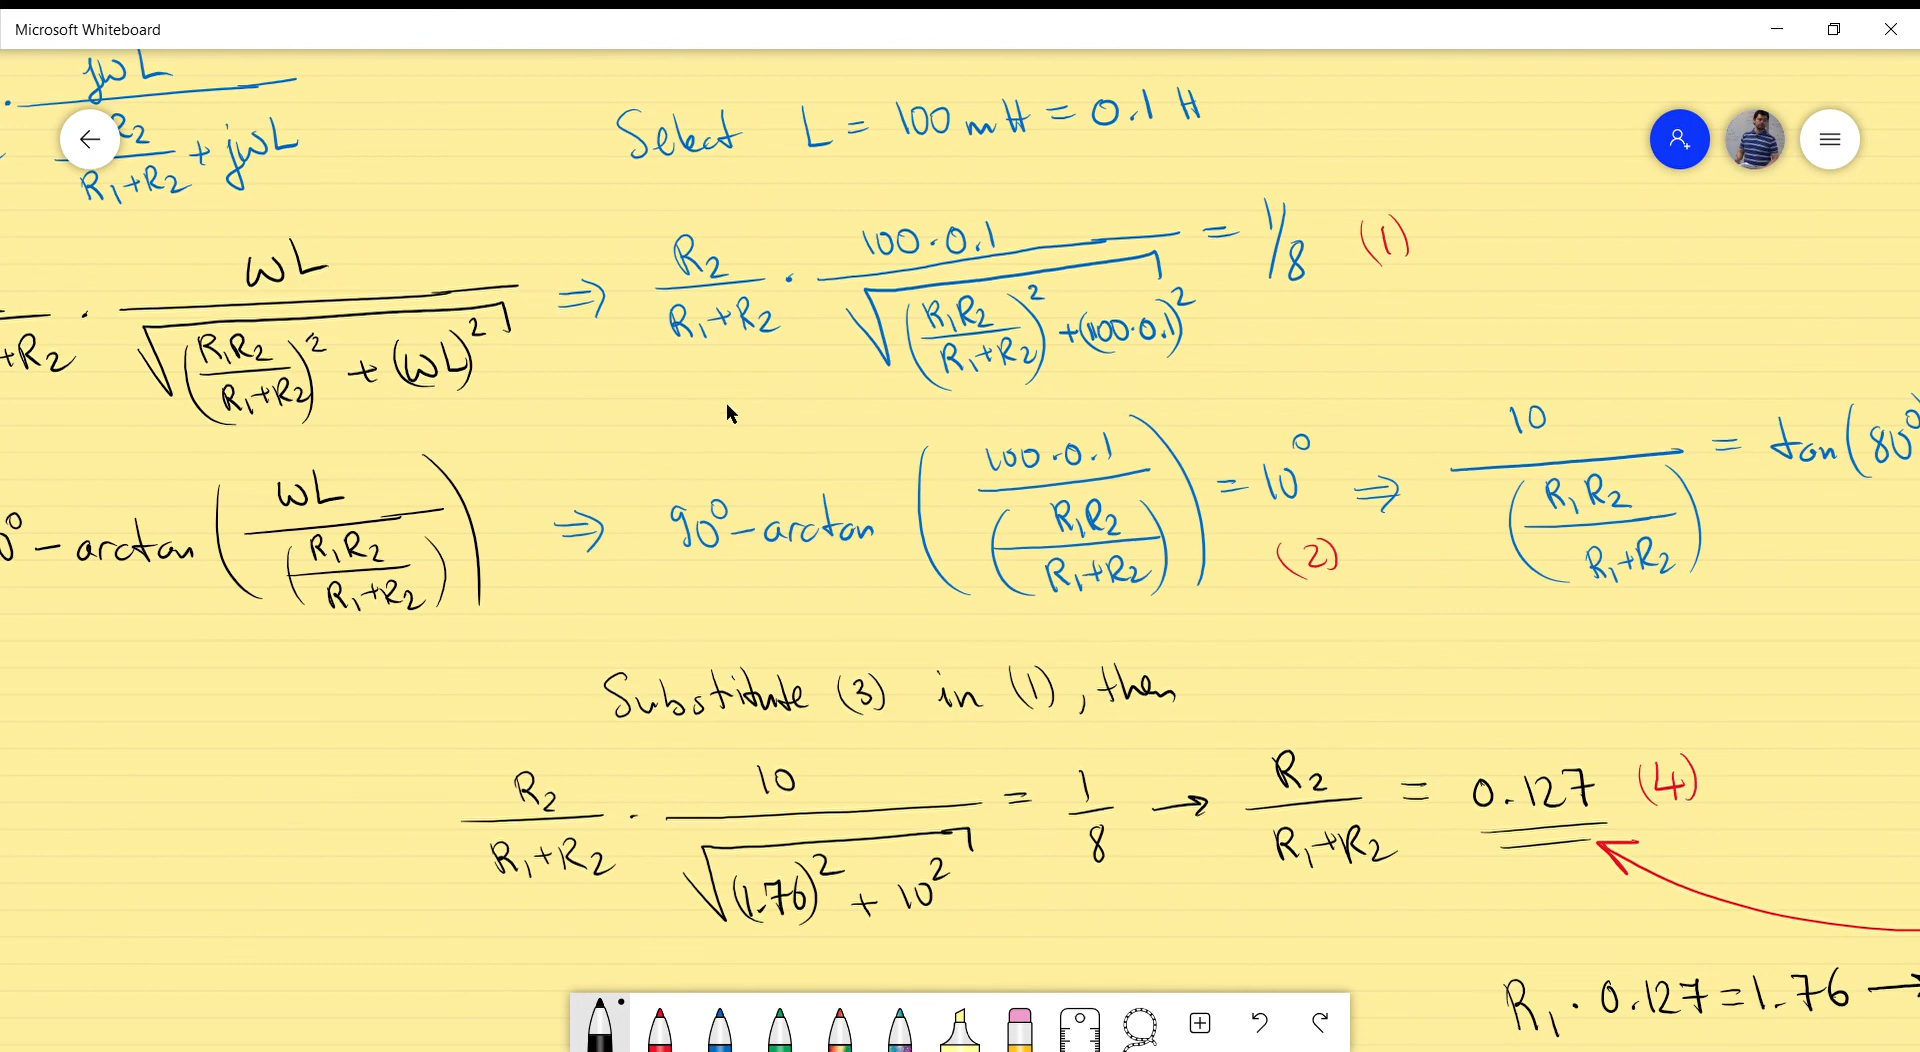 Microsoft Whiteboard
jωL
R2 / R1+R2 + jωL
Select L = 100 mH = 0.1 H
+R2 · ωL / √((R1R2 / R1+R2)² + (ωL)²) ⇒ R2 / R1+R2 · 100·0.1 / √((R1R2 / R1+R2)² + (100·0.1)²) = 1/8 (1)
0° − arctan (ωL / (R1R2 / R1+R2)) ⇒ 90° − arctan (100·0.1 / (R1R2 / R1+R2)) = 10° (2) ⇒ 10 / (R1R2 / R1+R2) = tan(80°
Substitute (3) in (1), then
R2 / R1+R2 · 10 / √((1.76)² + 10²) = 1/8 → R2 / R1+R2 = 0.127 (4)
R1 · 0.127 = 1.76 →